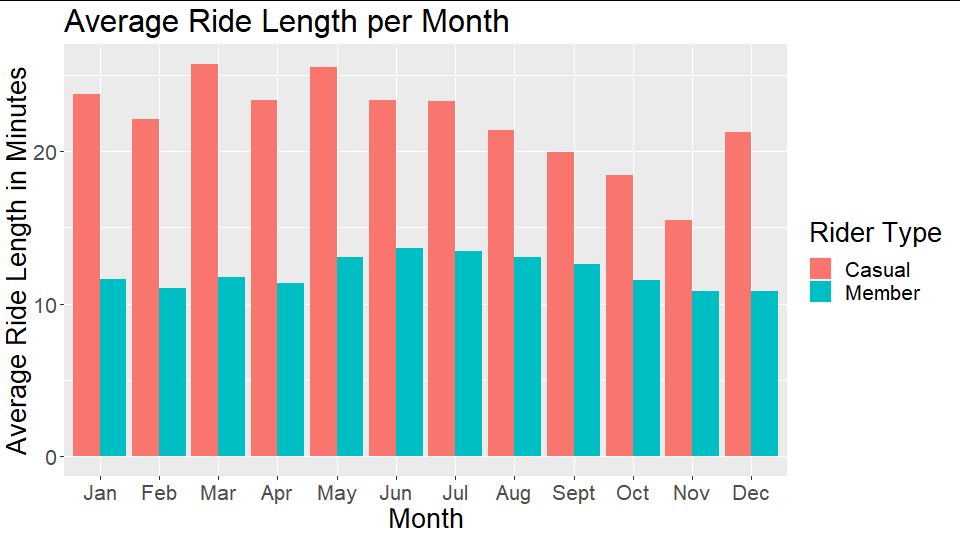 Average Ride Length per Month
Average Ride Length in Minutes
20
10
0
Jan Feb Mar Apr May Jun Jul Aug Sept Oct Nov Dec
Month
Rider Type
Casual
Member